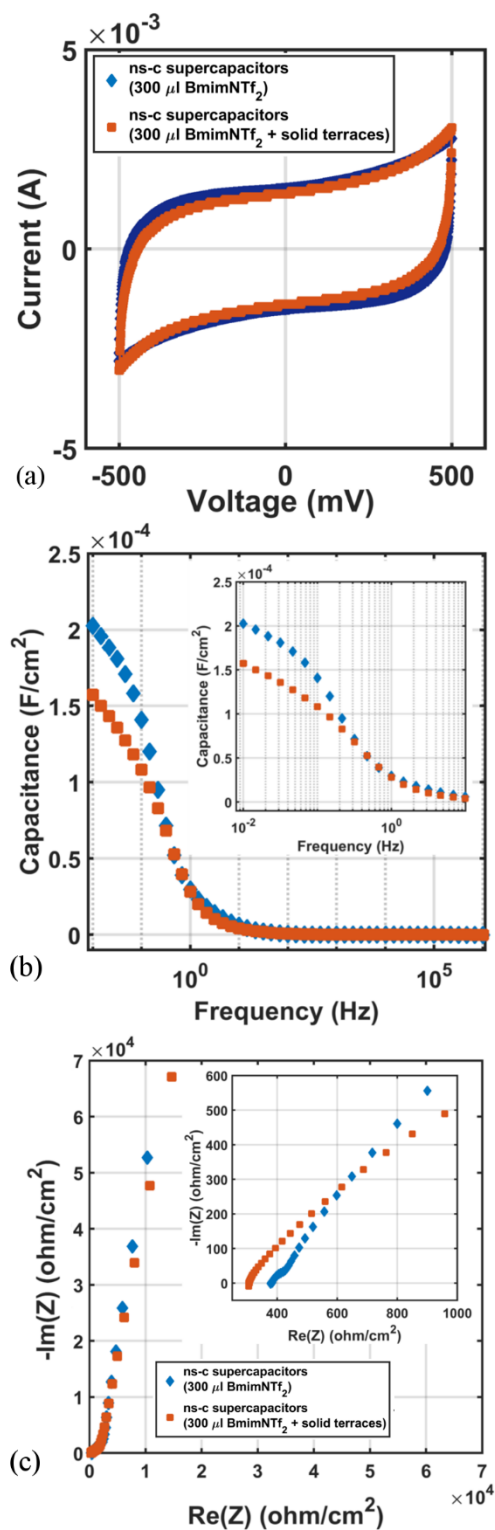 ×10-3
5
ns-c supercapacitors
(300 μl BmimNTf2)
ns-c supercapacitors
(300 μl BmimNTf2 + solid terraces)
Current (A)
0
-5
-500 0 500
Voltage (mV)
(a)
×10-4
2.5
2
1.5
1
0.5
0
Capacitance (F/cm2)
100 105
Frequency (Hz)
×10-4
2.5
2
1.5
1
0.5
0
Capacitance (F/cm2)
10-2 100
Frequency (Hz)
(b)
×104
7
6
5
4
3
2
1
0
-Im(Z) (ohm/cm2)
600
500
400
300
200
100
0
-Im(Z) (ohm/cm2)
400 600 800 1000
Re(Z) (ohm/cm2)
ns-c supercapacitors
(300 μl BmimNTf2)
ns-c supercapacitors
(300 μl BmimNTf2 + solid terraces)
0 1 2 3 4 5 6 7
×104
Re(Z) (ohm/cm2)
(c)